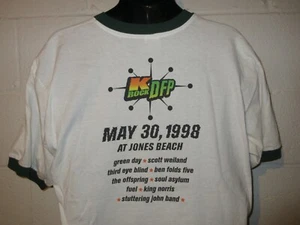 K ROCK DFP
MAY 30, 1998
AT JONES BEACH
green day ★ scott weiland
third eye blind ★ ben folds five
the offspring ★ soul asylum
fuel ★ king norris
★ stuttering john band ★